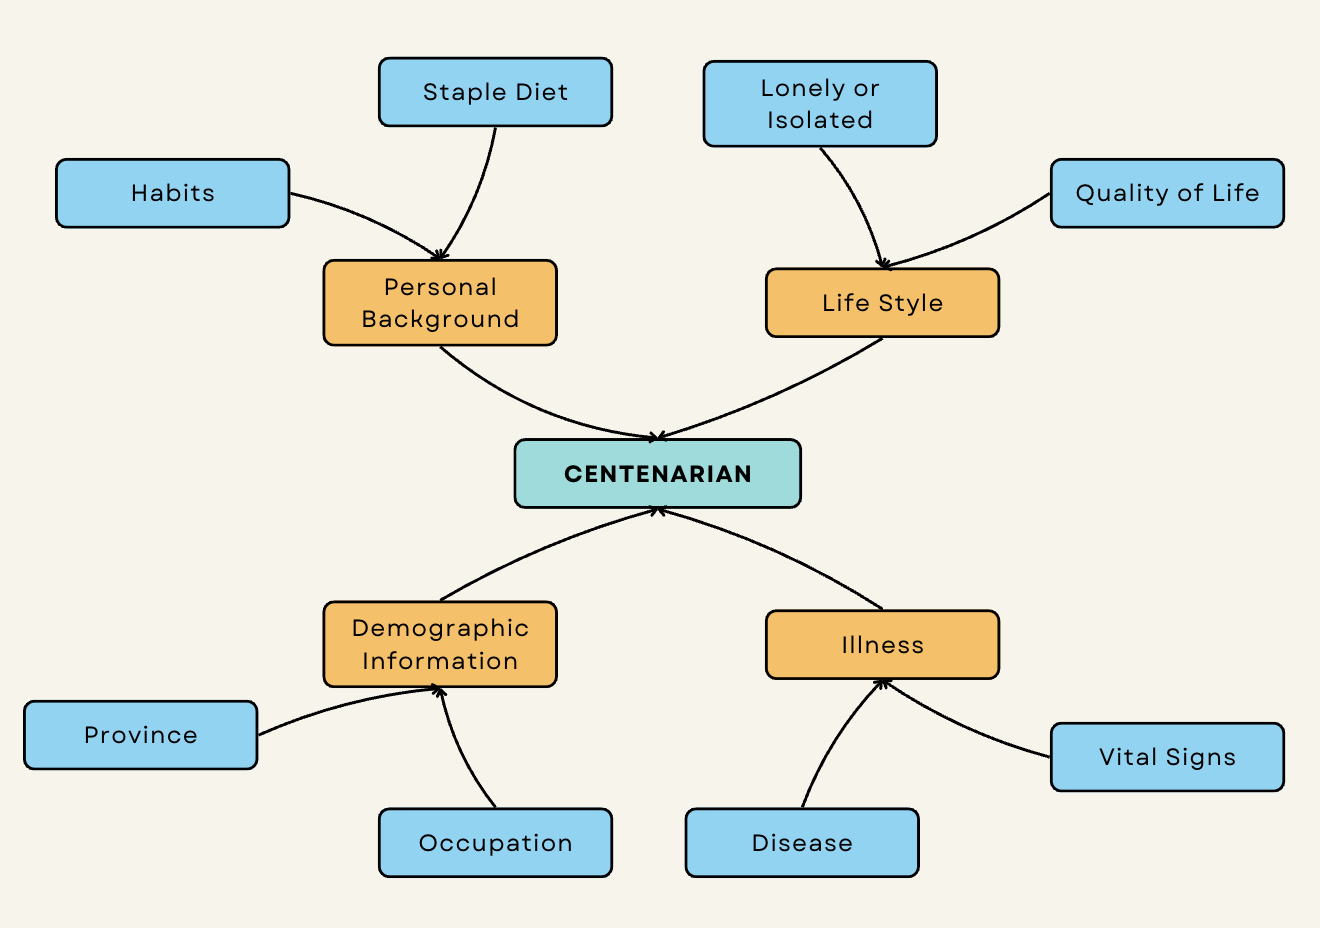 Staple Diet
Lonely or
Isolated
Habits
Quality of Life
Personal
Background
Life Style
CENTENARIAN
Demographic
Information
Illness
Province
Vital Signs
Occupation
Disease